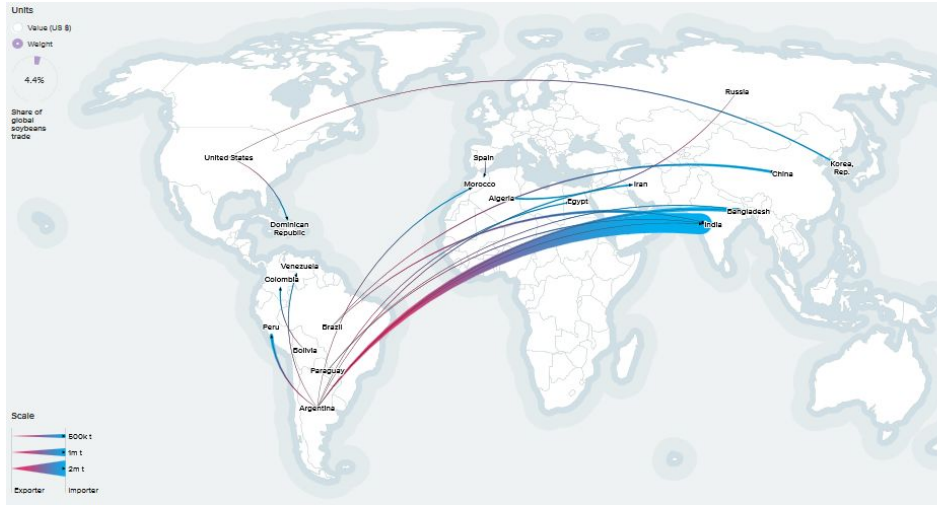 Units
Value (US $)
Weight
4.4%
Share of
global
soybeans
trade
Russia
United States
Spain
Korea,
Rep.
China
Morocco
Iran
Algeria
Egypt
Bangladesh
India
Dominican
Republic
Venezuela
Colombia
Peru
Brazil
Bolivia
Paraguay
Argentina
Scale
500k t
1m t
2m t
Exporter
Importer